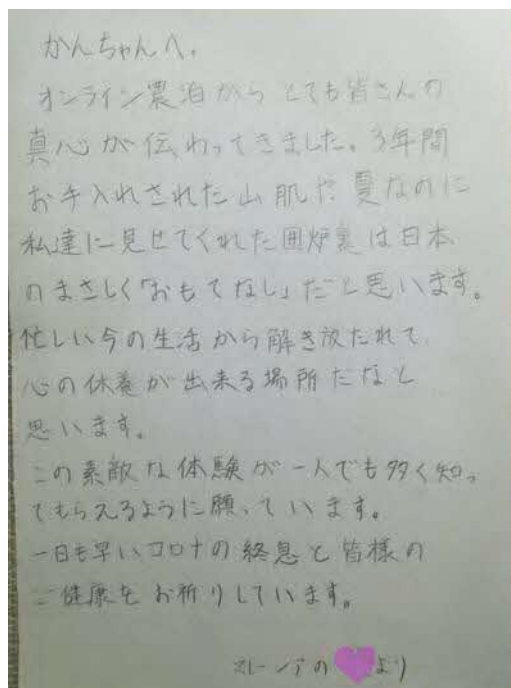 かんちゃんへ。
オンライン農泊から とても皆さんの
真心が伝わってきました。3年間
お手入れされた山肌や 夏なのに
私達に見せてくれた囲炉裏は日本
のまさしく「おもてなし」だと思います。
忙しい今の生活から解き放たれて
心の休養が出来る場所だなと
思います。
この素敵な体験が一人でも多く知っ
てもらえるように願っています。
一日も早いコロナの終息と皆様の
ご健康をお祈りしています。
の より